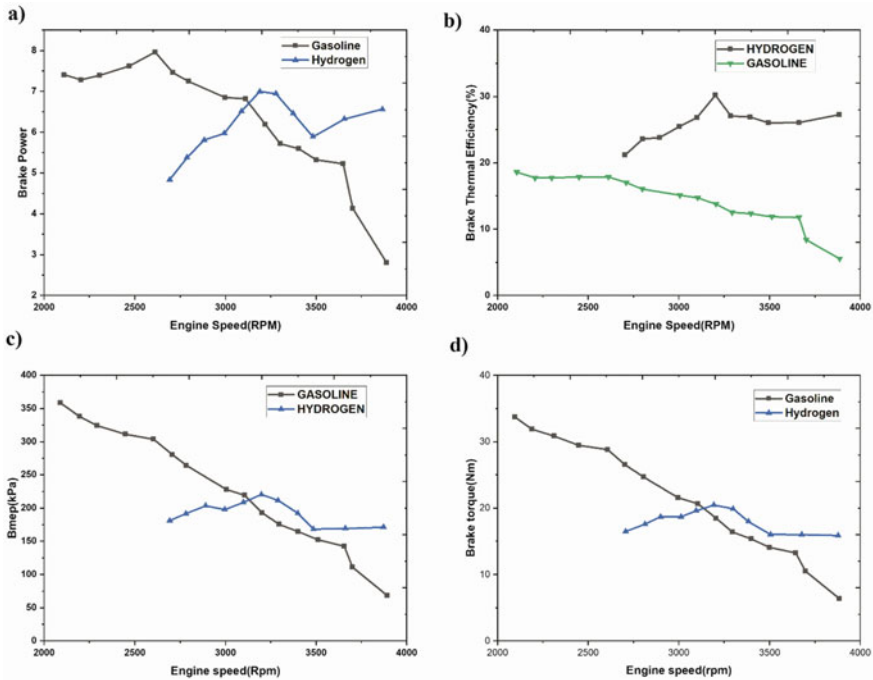 a)
8
7
6
5
4
3
2
Brake Power
Gasoline
Hydrogen
2000
2500
3000
3500
4000
Engine Speed(RPM)
b)
40
30
20
10
0
Brake Thermal Efficiency(%)
HYDROGEN
GASOLINE
2000
2500
3000
3500
4000
Engine Speed(RPM)
c)
400
350
300
250
200
150
100
50
0
Bmep(kPa)
GASOLINE
HYDROGEN
2000
2500
3000
3500
4000
Engine speed(Rpm)
d)
40
30
20
10
0
Brake torque(Nm)
Gasoline
Hydrogen
2000
2500
3000
3500
4000
Engine speed(rpm)